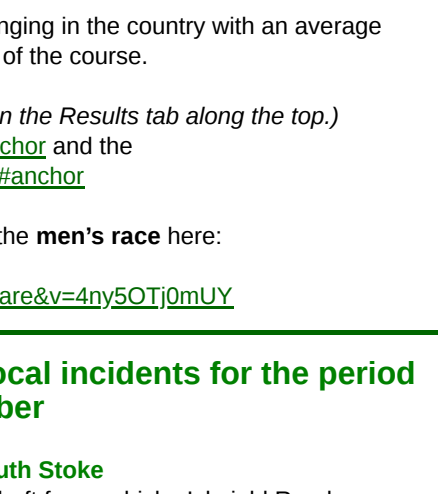 nging in the country with an average
of the course.
n the Results tab along the top.)
chor and the
#anchor
the men's race here:
are&v=4ny5OTj0mUY
ocal incidents for the period
ber
uth Stoke